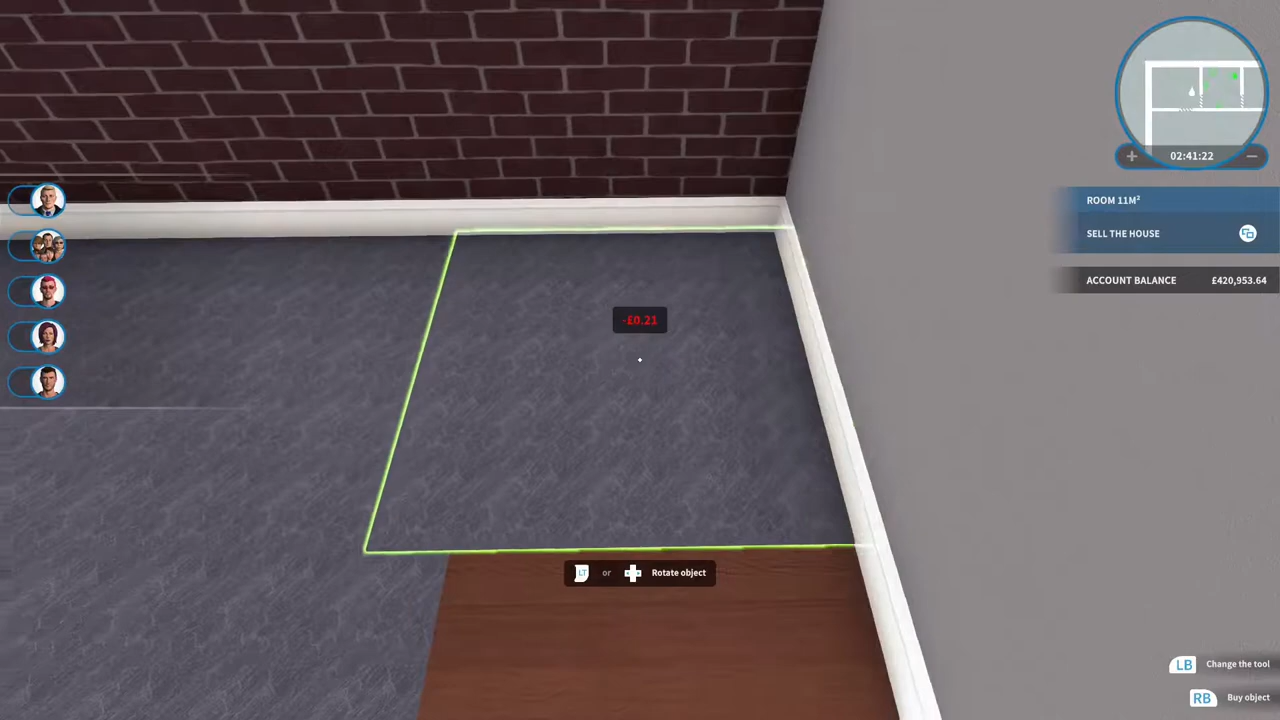 02:41:22
ROOM 11M²
SELL THE HOUSE
ACCOUNT BALANCE £420,953.64
-£0.21
LT or Rotate object
LB Change the tool
RB Buy object